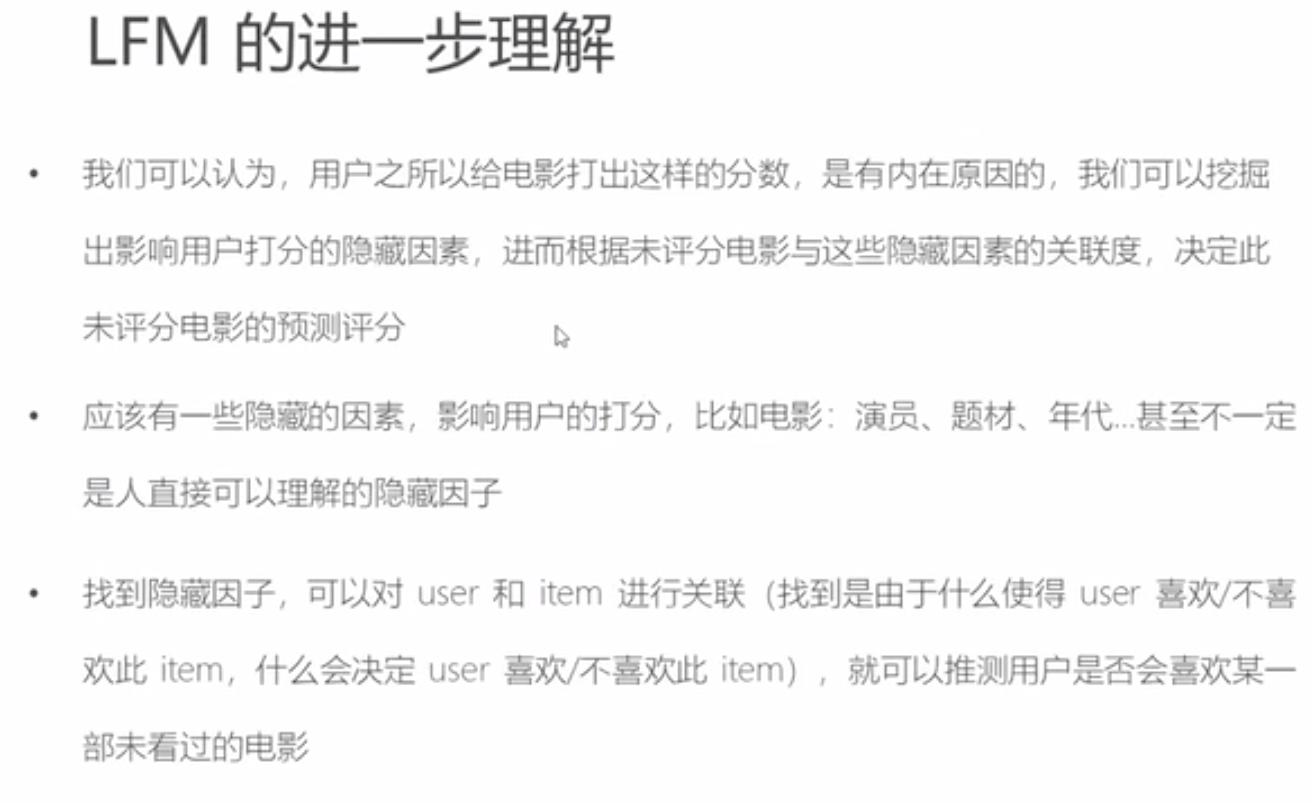 LFM 的进一步理解
• 我们可以认为，用户之所以给电影打出这样的分数，是有内在原因的，我们可以挖掘
出影响用户打分的隐藏因素，进而根据未评分电影与这些隐藏因素的关联度，决定此
未评分电影的预测评分
• 应该有一些隐藏的因素，影响用户的打分，比如电影：演员、题材、年代...甚至不一定
是人直接可以理解的隐藏因子
• 找到隐藏因子，可以对 user 和 item 进行关联（找到是由于什么使得 user 喜欢/不喜
欢此 item，什么会决定 user 喜欢/不喜欢此 item），就可以推测用户是否会喜欢某一
部未看过的电影